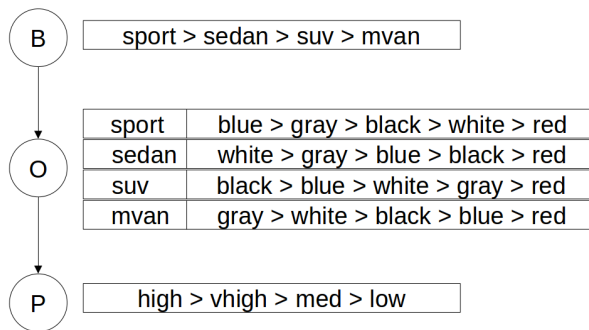 B sport > sedan > suv > mvan
sport blue > gray > black > white > red
sedan white > gray > blue > black > red
O
suv black > blue > white > gray > red
mvan gray > white > black > blue > red
P high > vhigh > med > low